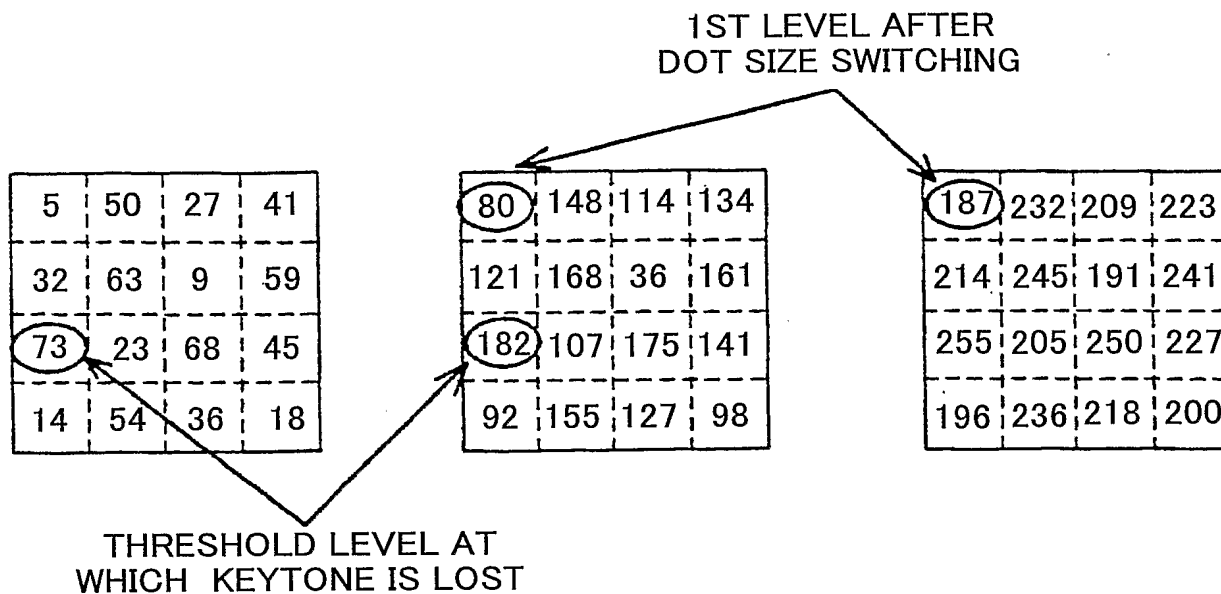 1ST LEVEL AFTER
DOT SIZE SWITCHING
5 50 27 41
32 63 9 59
73 23 68 45
14 54 36 18
80 148 114 134
121 168 36 161
182 107 175 141
92 155 127 98
187 232 209 223
214 245 191 241
255 205 250 227
196 236 218 200
THRESHOLD LEVEL AT
WHICH KEYTONE IS LOST